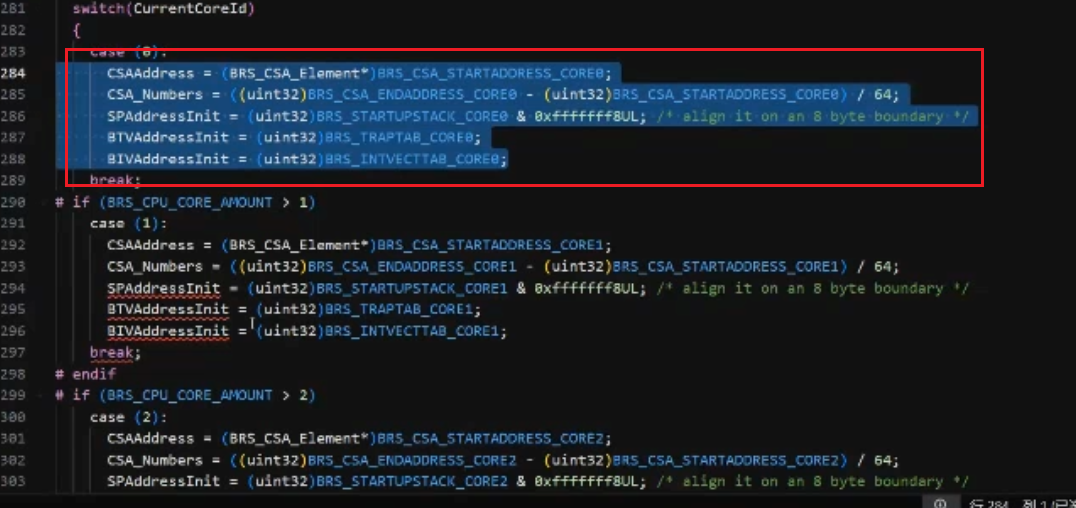 281 switch(CurrentCoreId)
282 {
283 case (0):
284 CSAAddress = (BRS_CSA_Element*)BRS_CSA_STARTADDRESS_CORE0;
285 CSA_Numbers = ((uint32)BRS_CSA_ENDADDRESS_CORE0 - (uint32)BRS_CSA_STARTADDRESS_CORE0) / 64;
286 SPAddressInit = (uint32)BRS_STARTUPSTACK_CORE0 & 0xfffffff8UL; /* align it on an 8 byte boundary */
287 BTVAddressInit = (uint32)BRS_TRAPTAB_CORE0;
288 BIVAddressInit = (uint32)BRS_INTVECTTAB_CORE0;
289 break;
290 # if (BRS_CPU_CORE_AMOUNT > 1)
291 case (1):
292 CSAAddress = (BRS_CSA_Element*)BRS_CSA_STARTADDRESS_CORE1;
293 CSA_Numbers = ((uint32)BRS_CSA_ENDADDRESS_CORE1 - (uint32)BRS_CSA_STARTADDRESS_CORE1) / 64;
294 SPAddressInit = (uint32)BRS_STARTUPSTACK_CORE1 & 0xfffffff8UL; /* align it on an 8 byte boundary */
295 BTVAddressInit = (uint32)BRS_TRAPTAB_CORE1;
296 BIVAddressInit = (uint32)BRS_INTVECTTAB_CORE1;
297 break;
298 # endif
299 # if (BRS_CPU_CORE_AMOUNT > 2)
300 case (2):
301 CSAAddress = (BRS_CSA_Element*)BRS_CSA_STARTADDRESS_CORE2;
302 CSA_Numbers = ((uint32)BRS_CSA_ENDADDRESS_CORE2 - (uint32)BRS_CSA_STARTADDRESS_CORE2) / 64;
303 SPAddressInit = (uint32)BRS_STARTUPSTACK_CORE2 & 0xfffffff8UL; /* align it on an 8 byte boundary */
行 284